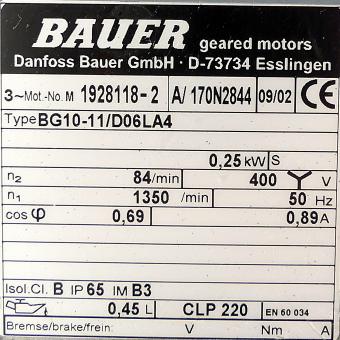 BAUER geared motors
Danfoss Bauer GmbH · D-73734 Esslingen
3~Mot.-No. M 1928118-2 A/ 170N2844 09/02 CE
Type BG10-11/D06LA4
0,25 kW S
n2 84/min 400 Y V
n1 1350 /min 50 Hz
cos φ 0,69 0,89 A
Isol.Cl. B IP 65 IM B3
0,45 L CLP 220 EN 60 034
Bremse/brake/frein: V Nm A